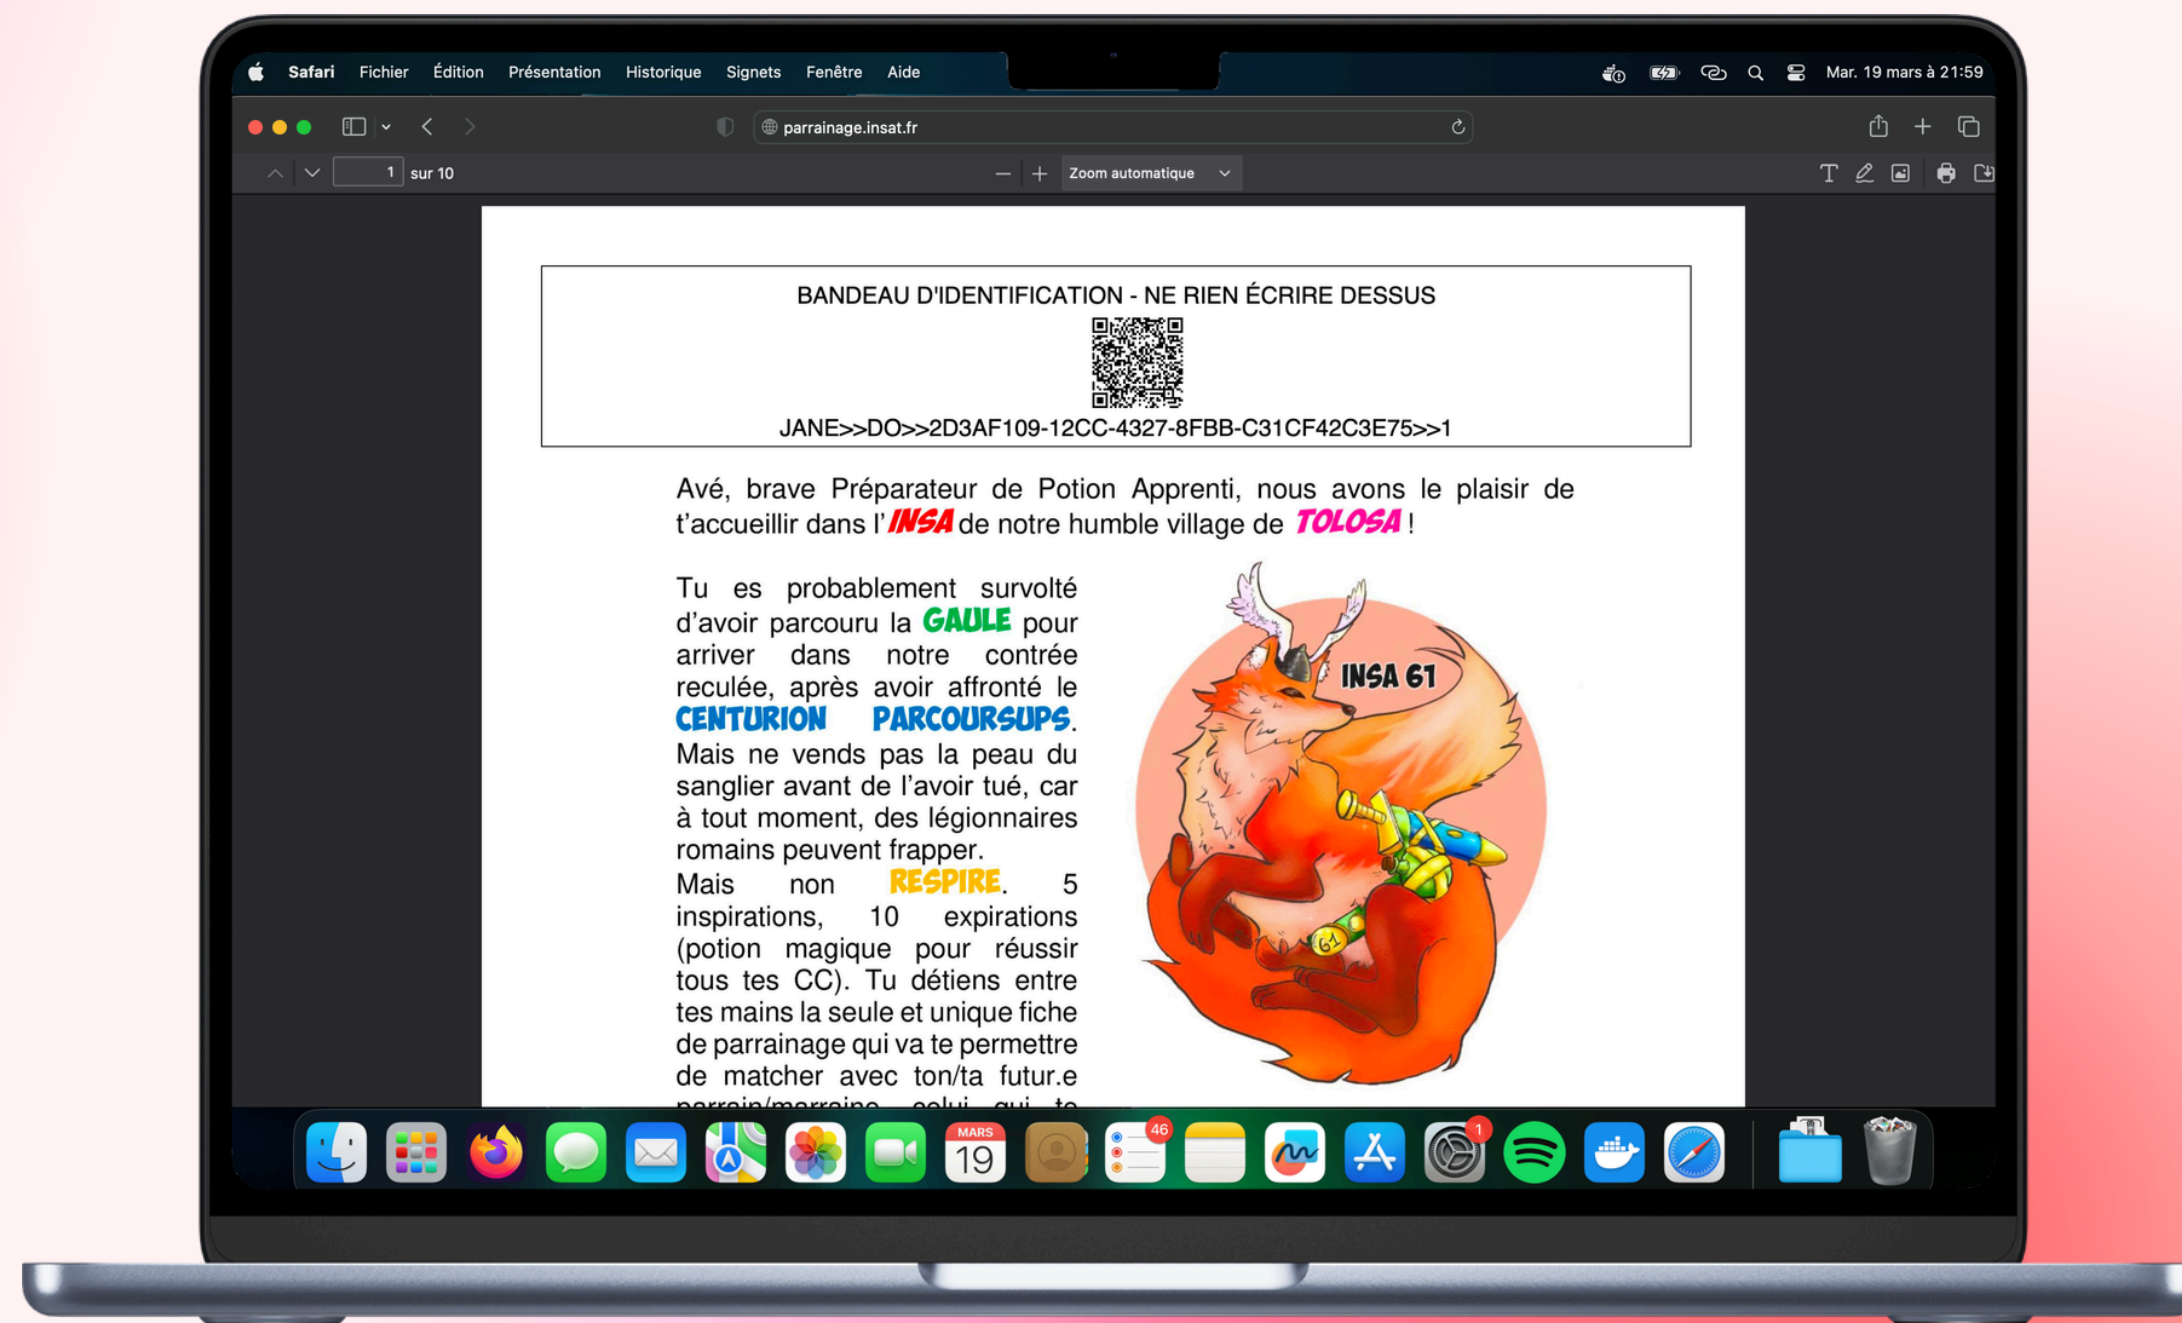 Safari Fichier Édition Présentation Historique Signets Fenêtre Aide Mar. 19 mars à 21:59
parrainage.insat.fr
1 sur 10 Zoom automatique
BANDEAU D'IDENTIFICATION - NE RIEN ÉCRIRE DESSUS
JANE>>DO>>2D3AF109-12CC-4327-8FBB-C31CF42C3E75>>1
Avé, brave Préparateur de Potion Apprenti, nous avons le plaisir de
t’accueillir dans l’INSA de notre humble village de TOLOSA !
Tu es probablement survolté
d’avoir parcouru la GAULE pour
arriver dans notre contrée
reculée, après avoir affronté le
CENTURION PARCOURSUPS.
Mais ne vends pas la peau du
sanglier avant de l’avoir tué, car
à tout moment, des légionnaires
romains peuvent frapper.
Mais non RESPIRE. 5
inspirations, 10 expirations
(potion magique pour réussir
tous tes CC). Tu détiens entre
tes mains la seule et unique fiche
de parrainage qui va te permettre
de matcher avec ton/ta futur.e
parrain/marraine, celui qui te
INSA 61
61
MARS
19
46
1